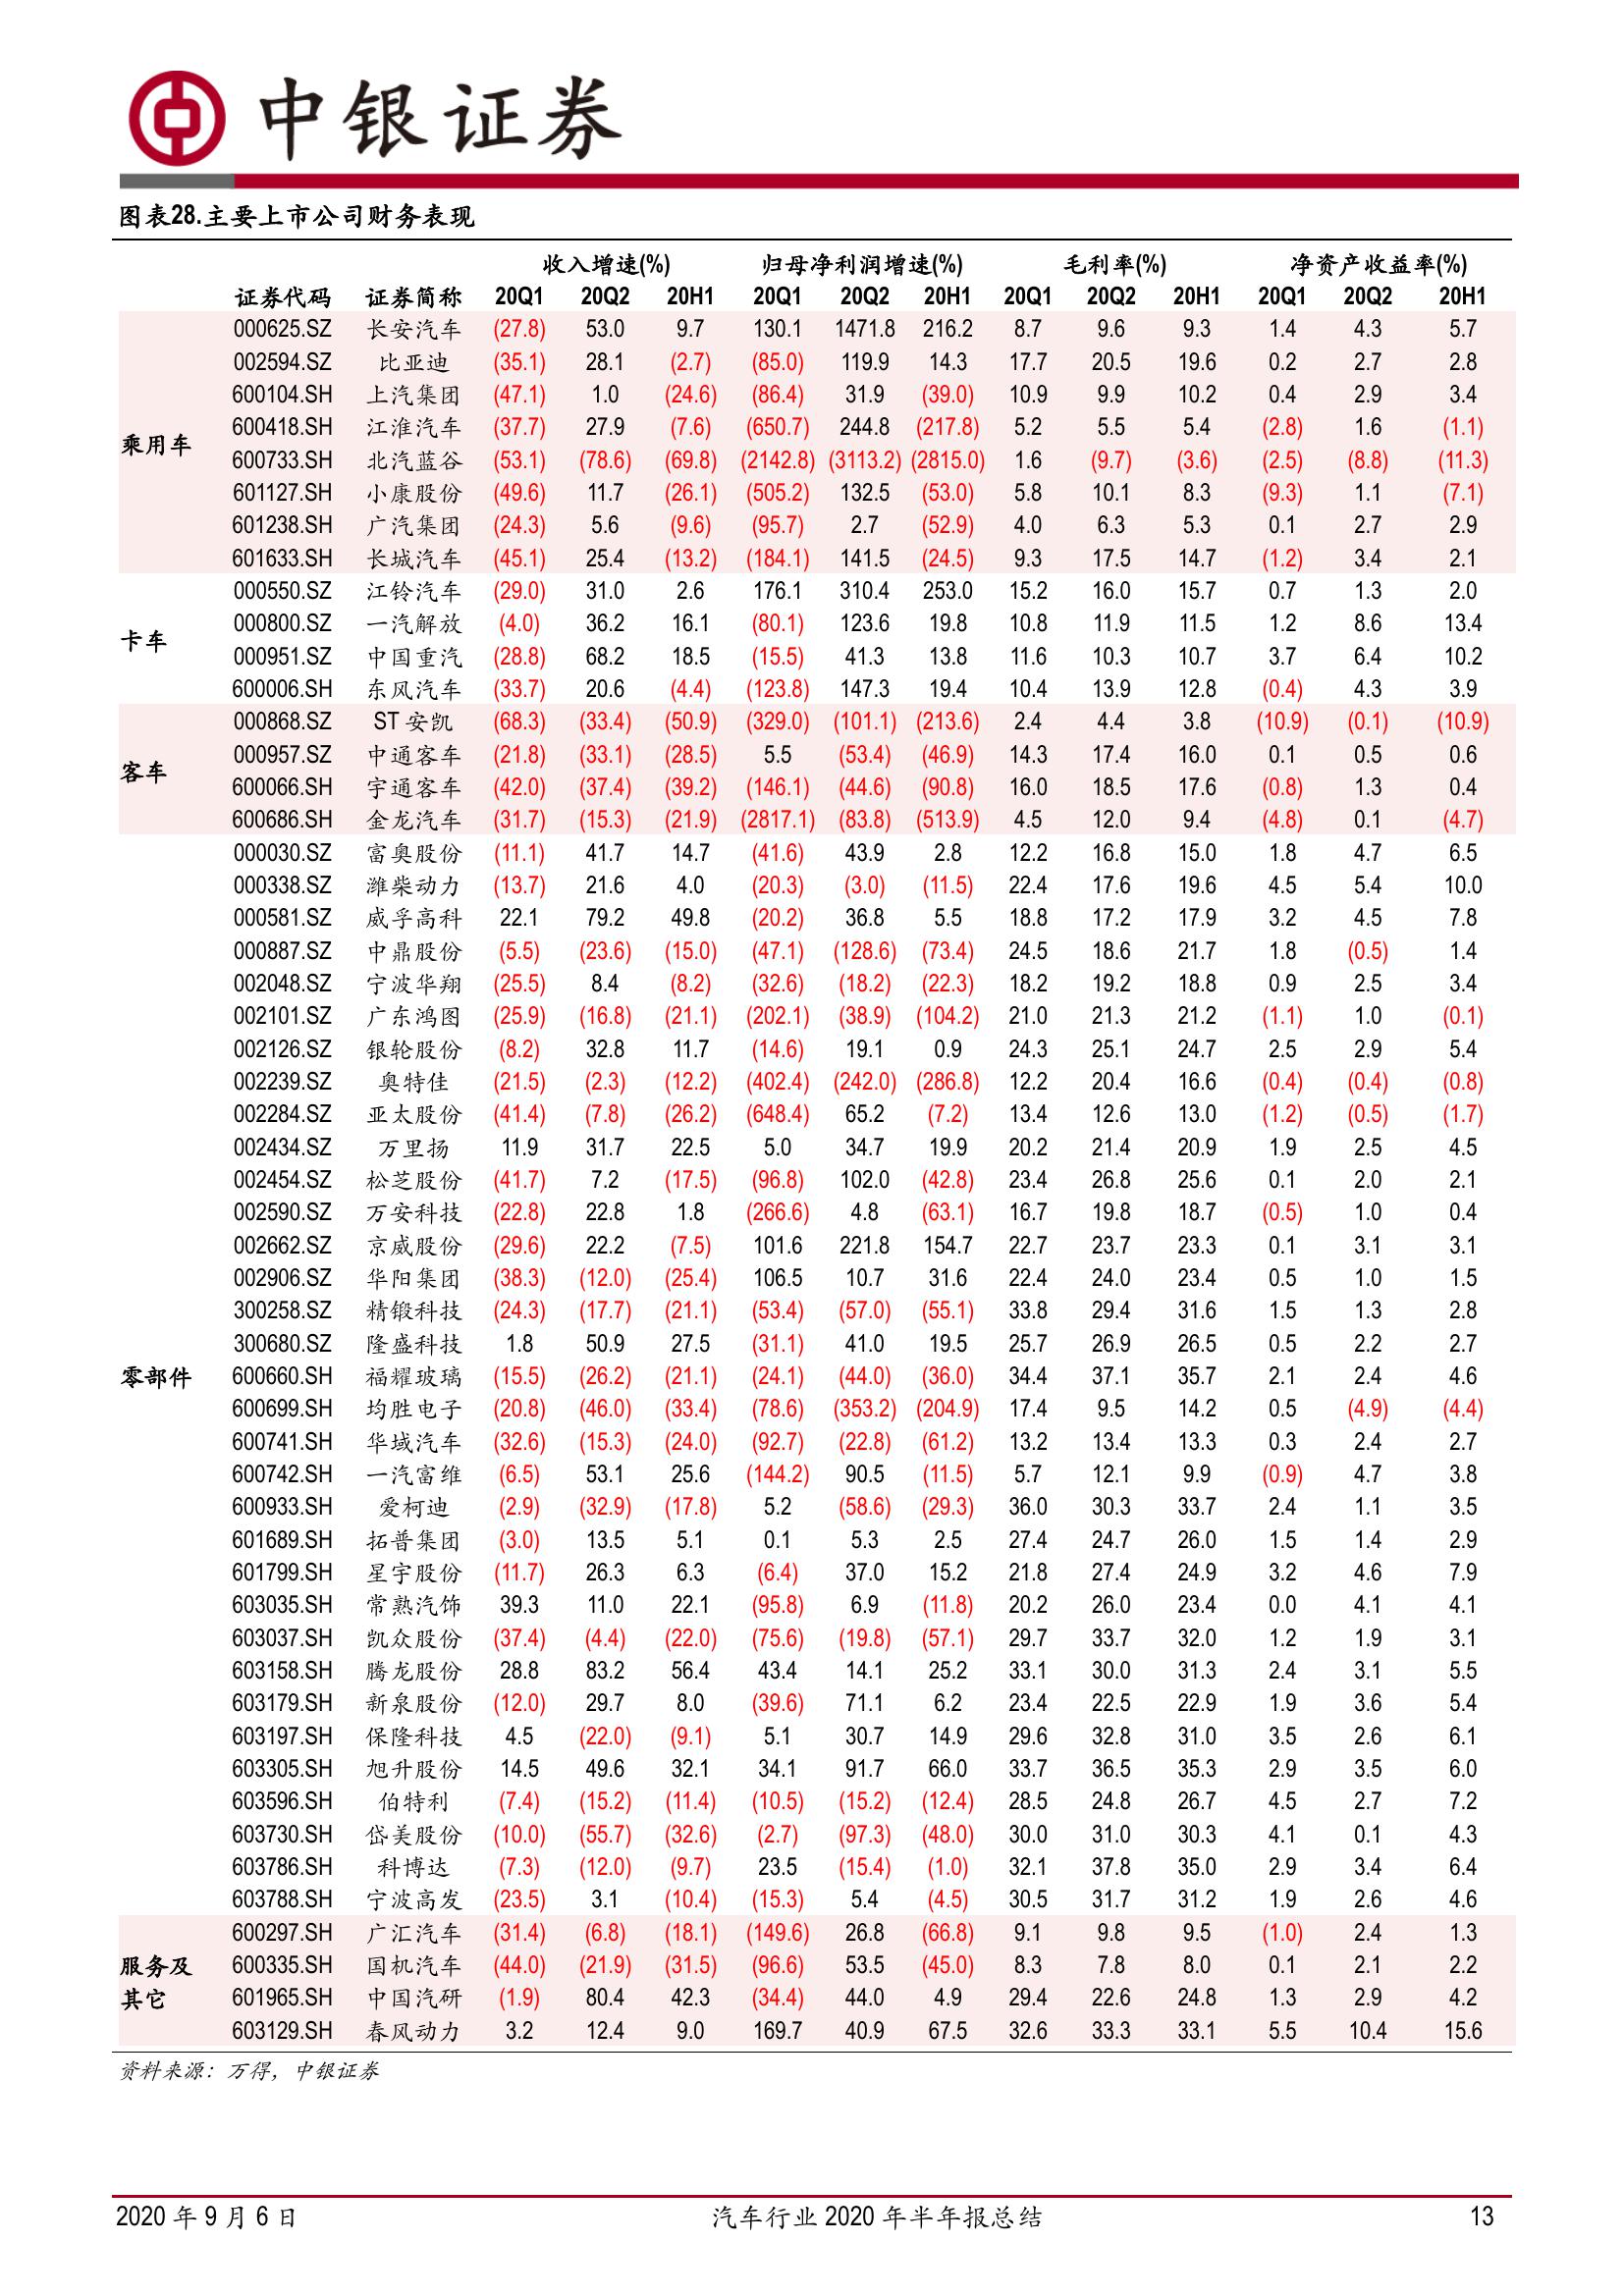 中银证券
图表28.主要上市公司财务表现
收入增速(%) 归母净利润增速(%) 毛利率(%) 净资产收益率(%)
证券代码 证券简称 20Q1 20Q2 20H1 20Q1 20Q2 20H1 20Q1 20Q2 20H1 20Q1 20Q2 20H1
乘用车
000625.SZ 长安汽车 (27.8) 53.0 9.7 130.1 1471.8 216.2 8.7 9.6 9.3 1.4 4.3 5.7
002594.SZ 比亚迪 (35.1) 28.1 (2.7) (85.0) 119.9 14.3 17.7 20.5 19.6 0.2 2.7 2.8
600104.SH 上汽集团 (47.1) 1.0 (24.6) (86.4) 31.9 (39.0) 10.9 9.9 10.2 0.4 2.9 3.4
600418.SH 江淮汽车 (37.7) 27.9 (7.6) (650.7) 244.8 (217.8) 5.2 5.5 5.4 (2.8) 1.6 (1.1)
600733.SH 北汽蓝谷 (53.1) (78.6) (69.8) (2142.8) (3113.2) (2815.0) 1.6 (9.7) (3.6) (2.5) (8.8) (11.3)
601127.SH 小康股份 (49.6) 11.7 (26.1) (505.2) 132.5 (53.0) 5.8 10.1 8.3 (9.3) 1.1 (7.1)
601238.SH 广汽集团 (24.3) 5.6 (9.6) (95.7) 2.7 (52.9) 4.0 6.3 5.3 0.1 2.7 2.9
601633.SH 长城汽车 (45.1) 25.4 (13.2) (184.1) 141.5 (24.5) 9.3 17.5 14.7 (1.2) 3.4 2.1
卡车
000550.SZ 江铃汽车 (29.0) 31.0 2.6 176.1 310.4 253.0 15.2 16.0 15.7 0.7 1.3 2.0
000800.SZ 一汽解放 (4.0) 36.2 16.1 (80.1) 123.6 19.8 10.8 11.9 11.5 1.2 8.6 13.4
000951.SZ 中国重汽 (28.8) 68.2 18.5 (15.5) 41.3 13.8 11.6 10.3 10.7 3.7 6.4 10.2
600006.SH 东风汽车 (33.7) 20.6 (4.4) (123.8) 147.3 19.4 10.4 13.9 12.8 (0.4) 4.3 3.9
客车
000868.SZ ST 安凯 (68.3) (33.4) (50.9) (329.0) (101.1) (213.6) 2.4 4.4 3.8 (10.9) (0.1) (10.9)
000957.SZ 中通客车 (21.8) (33.1) (28.5) 5.5 (53.4) (46.9) 14.3 17.4 16.0 0.1 0.5 0.6
600066.SH 宇通客车 (42.0) (37.4) (39.2) (146.1) (44.6) (90.8) 16.0 18.5 17.6 (0.8) 1.3 0.4
600686.SH 金龙汽车 (31.7) (15.3) (21.9) (2817.1) (83.8) (513.9) 4.5 12.0 9.4 (4.8) 0.1 (4.7)
零部件
000030.SZ 富奥股份 (11.1) 41.7 14.7 (41.6) 43.9 2.8 12.2 16.8 15.0 1.8 4.7 6.5
000338.SZ 潍柴动力 (13.7) 21.6 4.0 (20.3) (3.0) (11.5) 22.4 17.6 19.6 4.5 5.4 10.0
000581.SZ 威孚高科 22.1 79.2 49.8 (20.2) 36.8 5.5 18.8 17.2 17.9 3.2 4.5 7.8
000887.SZ 中鼎股份 (5.5) (23.6) (15.0) (47.1) (128.6) (73.4) 24.5 18.6 21.7 1.8 (0.5) 1.4
002048.SZ 宁波华翔 (25.5) 8.4 (8.2) (32.6) (18.2) (22.3) 18.2 19.2 18.8 0.9 2.5 3.4
002101.SZ 广东鸿图 (25.9) (16.8) (21.1) (202.1) (38.9) (104.2) 21.0 21.3 21.2 (1.1) 1.0 (0.1)
002126.SZ 银轮股份 (8.2) 32.8 11.7 (14.6) 19.1 0.9 24.3 25.1 24.7 2.5 2.9 5.4
002239.SZ 奥特佳 (21.5) (2.3) (12.2) (402.4) (242.0) (286.8) 12.2 20.4 16.6 (0.4) (0.4) (0.8)
002284.SZ 亚太股份 (41.4) (7.8) (26.2) (648.4) 65.2 (7.2) 13.4 12.6 13.0 (1.2) (0.5) (1.7)
002434.SZ 万里扬 11.9 31.7 22.5 5.0 34.7 19.9 20.2 21.4 20.9 1.9 2.5 4.5
002454.SZ 松芝股份 (41.7) 7.2 (17.5) (96.8) 102.0 (42.8) 23.4 26.8 25.6 0.1 2.0 2.1
002590.SZ 万安科技 (22.8) 22.8 1.8 (266.6) 4.8 (63.1) 16.7 19.8 18.7 (0.5) 1.0 0.4
002662.SZ 京威股份 (29.6) 22.2 (7.5) 101.6 221.8 154.7 22.7 23.7 23.3 0.1 3.1 3.1
002906.SZ 华阳集团 (38.3) (12.0) (25.4) 106.5 10.7 31.6 22.4 24.0 23.4 0.5 1.0 1.5
300258.SZ 精锻科技 (24.3) (17.7) (21.1) (53.4) (57.0) (55.1) 33.8 29.4 31.6 1.5 1.3 2.8
300680.SZ 隆盛科技 1.8 50.9 27.5 (31.1) 41.0 19.5 25.7 26.9 26.5 0.5 2.2 2.7
600660.SH 福耀玻璃 (15.5) (26.2) (21.1) (24.1) (44.0) (36.0) 34.4 37.1 35.7 2.1 2.4 4.6
600699.SH 均胜电子 (20.8) (46.0) (33.4) (78.6) (353.2) (204.9) 17.4 9.5 14.2 0.5 (4.9) (4.4)
600741.SH 华域汽车 (32.6) (15.3) (24.0) (92.7) (22.8) (61.2) 13.2 13.4 13.3 0.3 2.4 2.7
600742.SH 一汽富维 (6.5) 53.1 25.6 (144.2) 90.5 (11.5) 5.7 12.1 9.9 (0.9) 4.7 3.8
600933.SH 爱柯迪 (2.9) (32.9) (17.8) 5.2 (58.6) (29.3) 36.0 30.3 33.7 2.4 1.1 3.5
601689.SH 拓普集团 (3.0) 13.5 5.1 0.1 5.3 2.5 27.4 24.7 26.0 1.5 1.4 2.9
601799.SH 星宇股份 (11.7) 26.3 6.3 (6.4) 37.0 15.2 21.8 27.4 24.9 3.2 4.6 7.9
603035.SH 常熟汽饰 39.3 11.0 22.1 (95.8) 6.9 (11.8) 20.2 26.0 23.4 0.0 4.1 4.1
603037.SH 凯众股份 (37.4) (4.4) (22.0) (75.6) (19.8) (57.1) 29.7 33.7 32.0 1.2 1.9 3.1
603158.SH 腾龙股份 28.8 83.2 56.4 43.4 14.1 25.2 33.1 30.0 31.3 2.4 3.1 5.5
603179.SH 新泉股份 (12.0) 29.7 8.0 (39.6) 71.1 6.2 23.4 22.5 22.9 1.9 3.6 5.4
603197.SH 保隆科技 4.5 (22.0) (9.1) 5.1 30.7 14.9 29.6 32.8 31.0 3.5 2.6 6.1
603305.SH 旭升股份 14.5 49.6 32.1 34.1 91.7 66.0 33.7 36.5 35.3 2.9 3.5 6.0
603596.SH 伯特利 (7.4) (15.2) (11.4) (10.5) (15.2) (12.4) 28.5 24.8 26.7 4.5 2.7 7.2
603730.SH 岱美股份 (10.0) (55.7) (32.6) (2.7) (97.3) (48.0) 30.0 31.0 30.3 4.1 0.1 4.3
603786.SH 科博达 (7.3) (12.0) (9.7) 23.5 (15.4) (1.0) 32.1 37.8 35.0 2.9 3.4 6.4
603788.SH 宁波高发 (23.5) 3.1 (10.4) (15.3) 5.4 (4.5) 30.5 31.7 31.2 1.9 2.6 4.6
服务及
其它
600297.SH 广汇汽车 (31.4) (6.8) (18.1) (149.6) 26.8 (66.8) 9.1 9.8 9.5 (1.0) 2.4 1.3
600335.SH 国机汽车 (44.0) (21.9) (31.5) (96.6) 53.5 (45.0) 8.3 7.8 8.0 0.1 2.1 2.2
601965.SH 中国汽研 (1.9) 80.4 42.3 (34.4) 44.0 4.9 29.4 22.6 24.8 1.3 2.9 4.2
603129.SH 春风动力 3.2 12.4 9.0 169.7 40.9 67.5 32.6 33.3 33.1 5.5 10.4 15.6
资料来源：万得，中银证券
2020 年 9 月 6 日 汽车行业 2020 年半年报总结 13